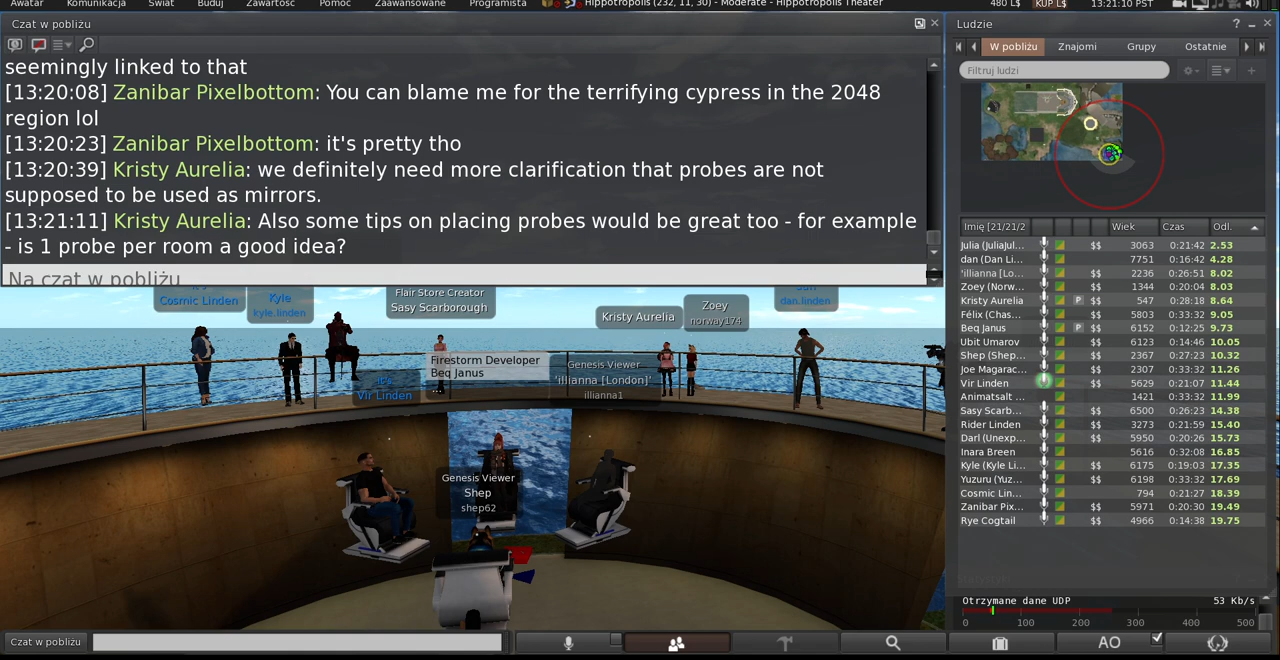 Awatar Komunikacja Świat Buduj Zawartość Pomoc Zaawansowane Programista Hippotropolis (232, 11, 30) - Moderate - Hippotropolis Theater 480 L$ KUP L$ 13:21:10 PST
Czat w pobliżu
seemingly linked to that
[13:20:08] Zanibar Pixelbottom: You can blame me for the terrifying cypress in the 2048
region lol
[13:20:23] Zanibar Pixelbottom: it's pretty tho
[13:20:39] Kristy Aurelia: we definitely need more clarification that probes are not
supposed to be used as mirrors.
[13:21:11] Kristy Aurelia: Also some tips on placing probes would be great too - for example
- is 1 probe per room a good idea?
Na czat w pobliżu
Cosmic Linden
Kyle
kyle.linden
Flair Store Creator
Sasy Scarborough
Kristy Aurelia
Zoey
norway174
dan.linden
Firestorm Developer
Beq Janus
It's
Vir Linden
Genesis Viewer
'illianna [London]'
illianna1
Genesis Viewer
Shep
shep62
Czat w pobliżu
Ludzie
W pobliżu Znajomi Grupy Ostatnie
Filtruj ludzi
Imię [21/21/2 Wiek Czas Odl.
Julia (JuliaJul... $$ 3063 0:21:42 2.53
dan (Dan Li... 7751 0:16:42 4.28
'illianna [Lo... $$ 2236 0:26:51 8.02
Zoey (Norw... $$ 1344 0:20:04 8.03
Kristy Aurelia P $$ 547 0:28:18 8.64
Félix (Chas... $$ 5803 0:33:32 9.05
Beq Janus P $$ 6152 0:12:25 9.73
Ubit Umarov $$ 6123 0:14:46 10.05
Shep (Shep... $$ 2367 0:27:23 10.32
Joe Magarac... $$ 2307 0:33:32 11.26
Vir Linden $$ 5629 0:21:07 11.44
Animatsalt ... 1421 0:33:32 11.99
Sasy Scarb... $$ 6500 0:26:23 14.38
Rider Linden $$ 3273 0:21:59 15.40
Darl (Unexp... $$ 5950 0:20:26 15.73
Inara Breen 5616 0:32:08 16.85
Kyle (Kyle Li... $$ 6175 0:19:03 17.35
Yuzuru (Yuz... $$ 6198 0:33:32 17.69
Cosmic Lin... 794 0:21:27 18.39
Zanibar Pix... $$ 5971 0:20:30 19.49
Rye Cogtail $$ 4966 0:14:38 19.75
Otrzymane dane UDP 53 Kb/s
0 100 200 300 400 500
AO